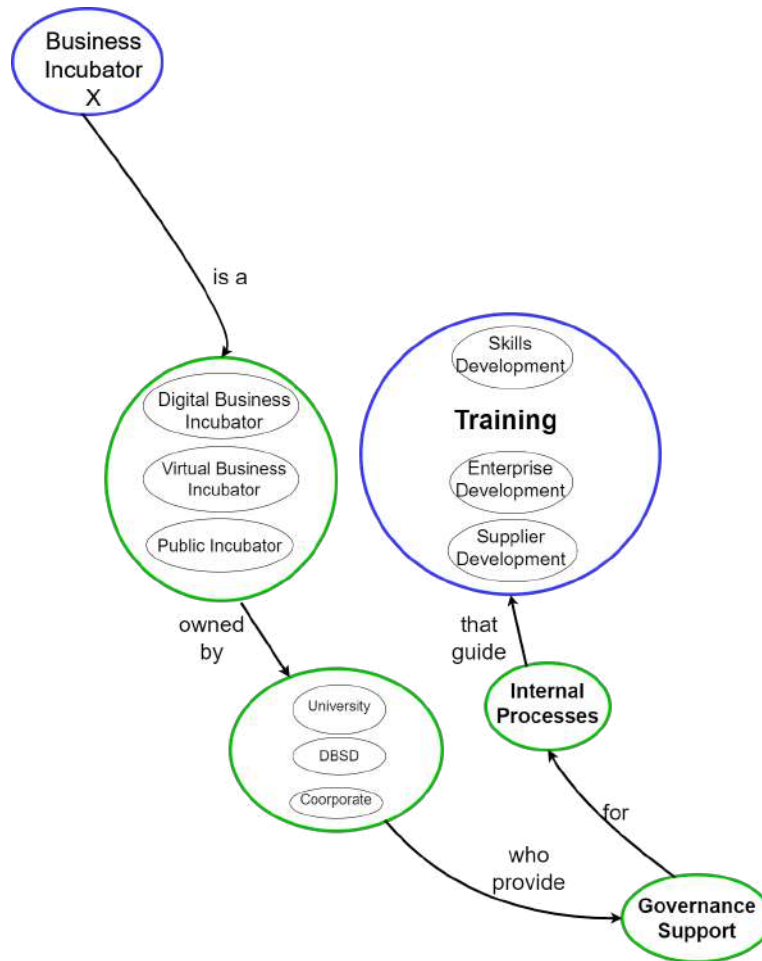 Business
Incubator
X
is a
Digital Business
Incubator
Virtual Business
Incubator
Public Incubator
owned
by
University
DBSD
Coorporate
who
provide
Governance
Support
for
Internal
Processes
that
guide
Skills
Development
Training
Enterprise
Development
Supplier
Development